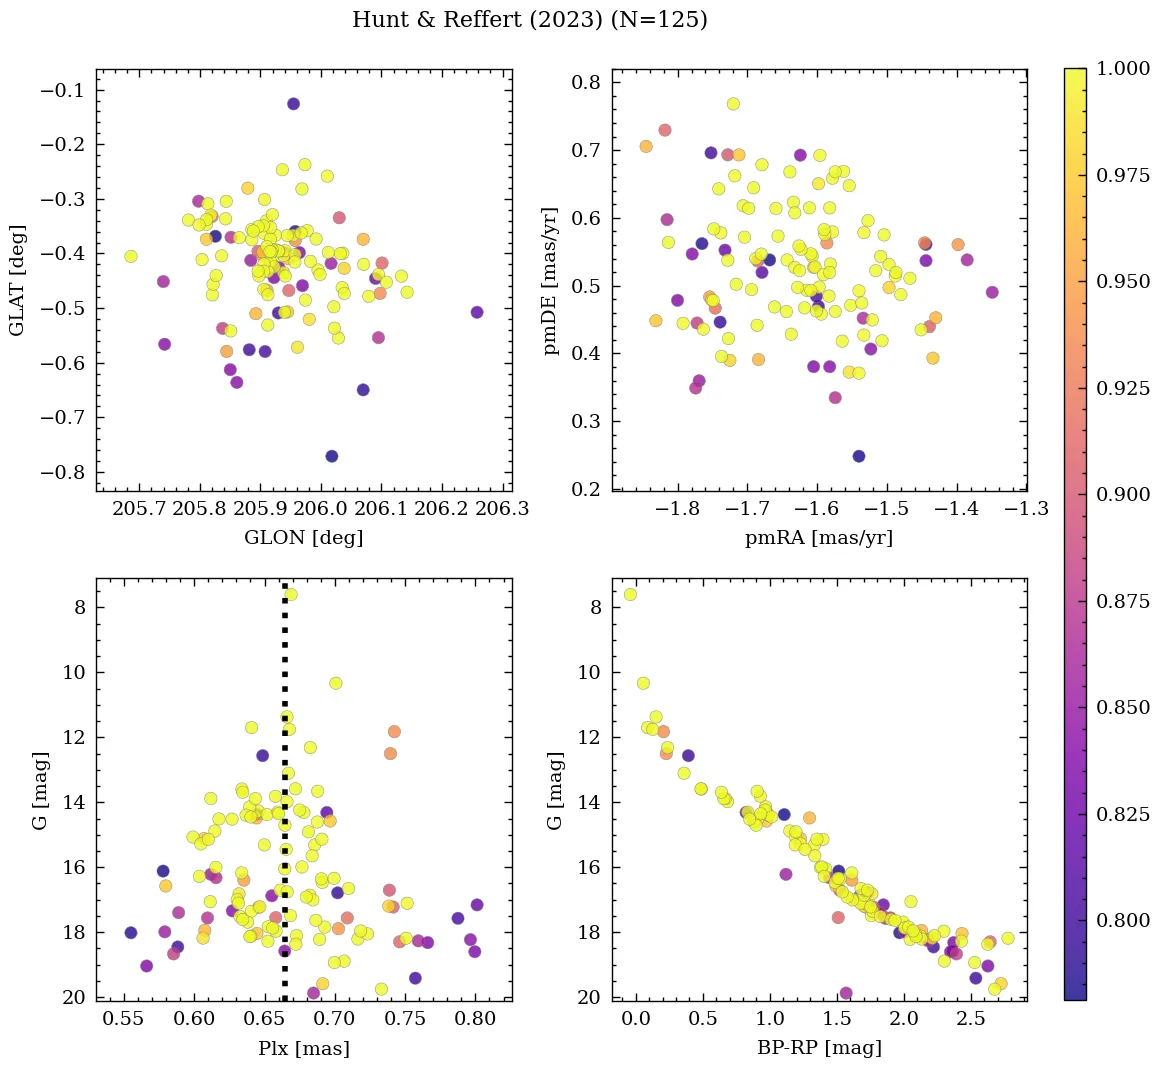 Hunt & Reffert (2023) (N=125)
−0.1
−0.2
−0.3
−0.4
−0.5
−0.6
−0.7
−0.8
GLAT [deg]
205.7 205.8 205.9 206.0 206.1 206.2 206.3
GLON [deg]
0.8
0.7
0.6
0.5
0.4
0.3
0.2
pmDE [mas/yr]
−1.8 −1.7 −1.6 −1.5 −1.4 −1.3
pmRA [mas/yr]
8
10
12
14
16
18
20
G [mag]
0.55 0.60 0.65 0.70 0.75 0.80
Plx [mas]
8
10
12
14
16
18
20
G [mag]
0.0 0.5 1.0 1.5 2.0 2.5
BP-RP [mag]
1.000
0.975
0.950
0.925
0.900
0.875
0.850
0.825
0.800